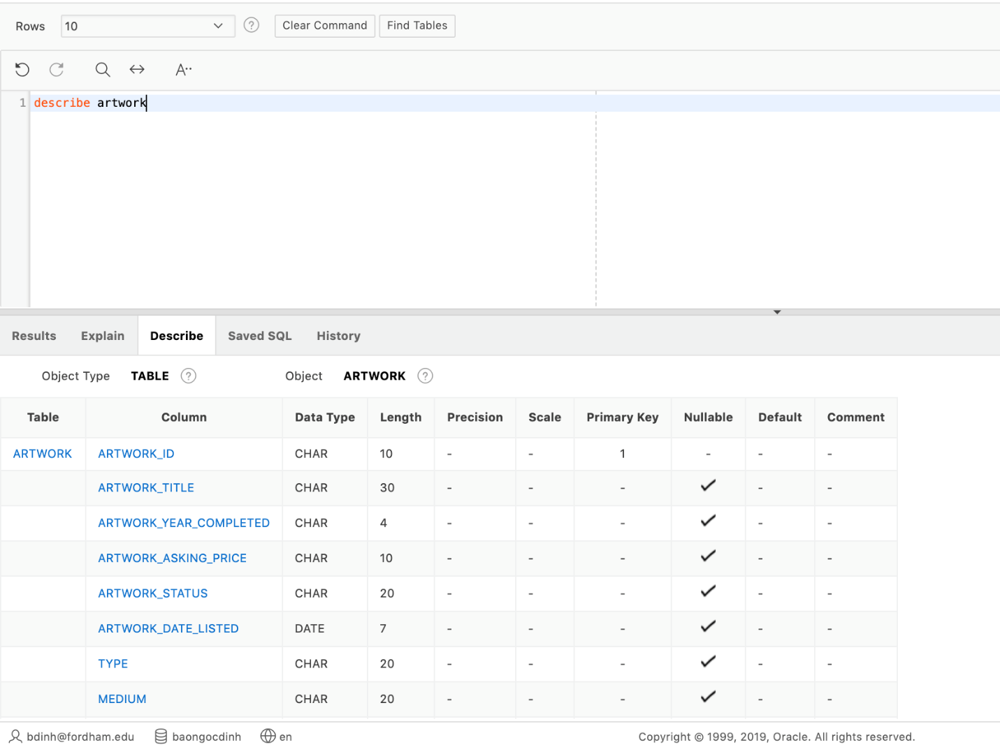 Rows 10 ? Clear Command Find Tables
A··
1 describe artwork
Results Explain Describe Saved SQL History
Object Type TABLE ? Object ARTWORK ?
Table Column Data Type Length Precision Scale Primary Key Nullable Default Comment
ARTWORK ARTWORK_ID CHAR 10 - - 1 - - -
ARTWORK_TITLE CHAR 30 - - - ✓ - -
ARTWORK_YEAR_COMPLETED CHAR 4 - - - ✓ - -
ARTWORK_ASKING_PRICE CHAR 10 - - - ✓ - -
ARTWORK_STATUS CHAR 20 - - - ✓ - -
ARTWORK_DATE_LISTED DATE 7 - - - ✓ - -
TYPE CHAR 20 - - - ✓ - -
MEDIUM CHAR 20 - - - ✓ - -
bdinh@fordham.edu baongocdinh en Copyright © 1999, 2019, Oracle. All rights reserved.